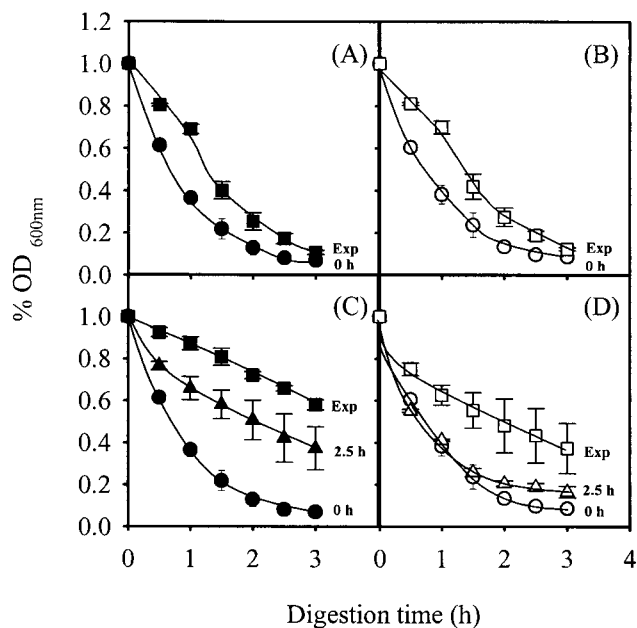 1.2
1.0
0.8
0.6
0.4
0.2
0.0
(A)
Exp
0 h
(B)
Exp
0 h
% OD 600nm
1.0
0.8
0.6
0.4
0.2
0.0
(C)
Exp
2.5 h
0 h
(D)
Exp
2.5 h
0 h
0 1 2 3 0 1 2 3 4
Digestion time (h)